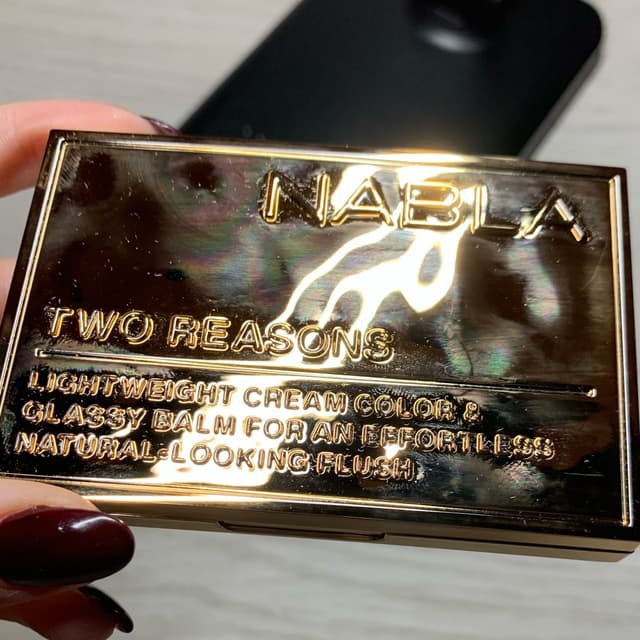 NABLA
TWO REASONS
LIGHTWEIGHT CREAM COLOR &
GLASSY BALM FOR AN EFFORTLESS
NATURAL-LOOKING FLUSH